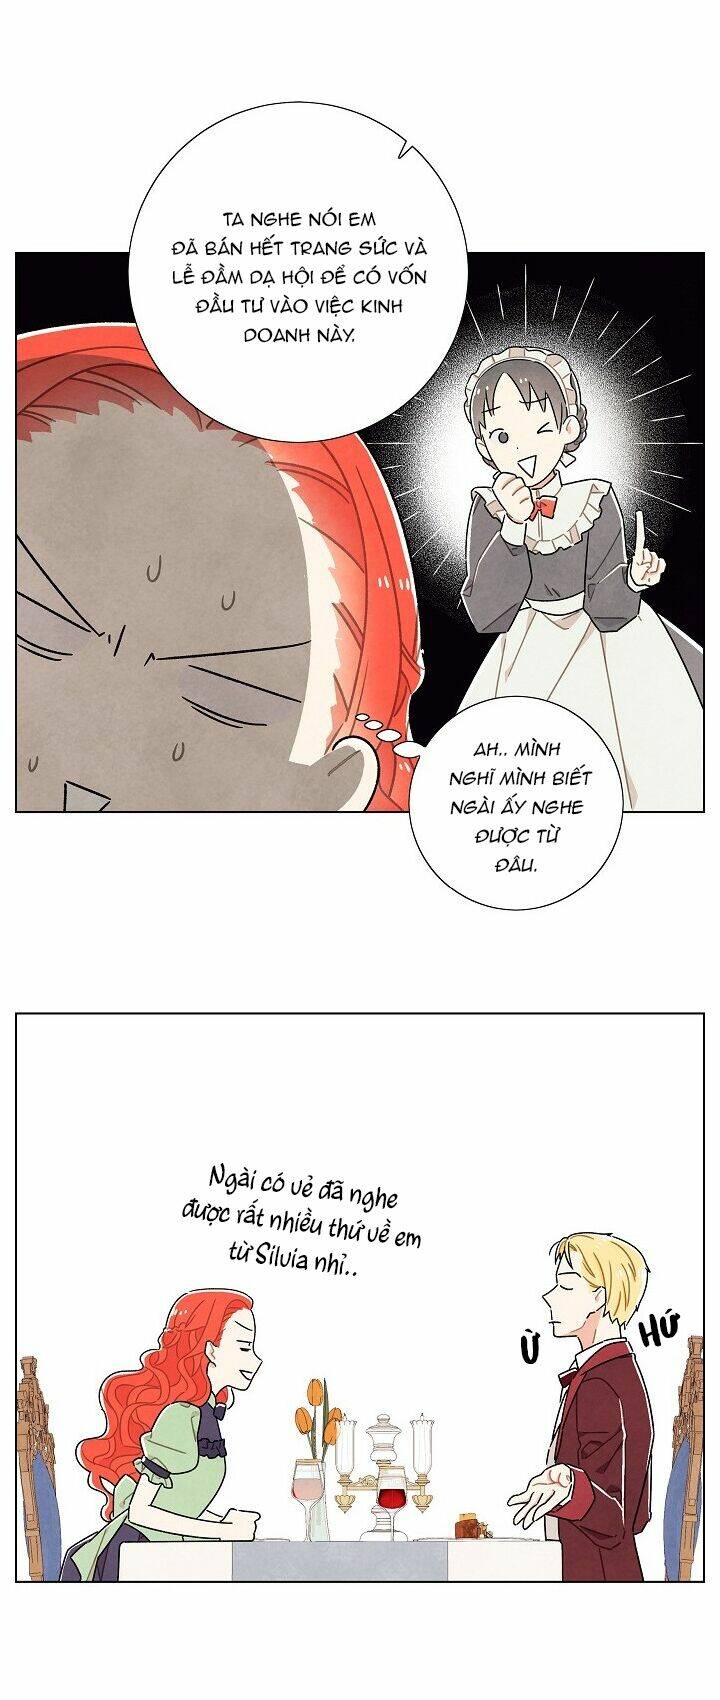 TA NGHE NÓI EM
ĐÃ BÁN HẾT TRANG SỨC VÀ
LỄ ĐẦM DẠ HỘI ĐỂ CÓ VỐN
ĐẦU TƯ VÀO VIỆC KINH
DOANH NÀY.
AH.. MÌNH
NGHĨ MÌNH BIẾT
NGÀI ẤY NGHE
ĐƯỢC TỪ
ĐÂU.
Ngài có vẻ đã nghe
được rất nhiều thứ về em
từ Silvia nhỉ..
Ừ
HỨ